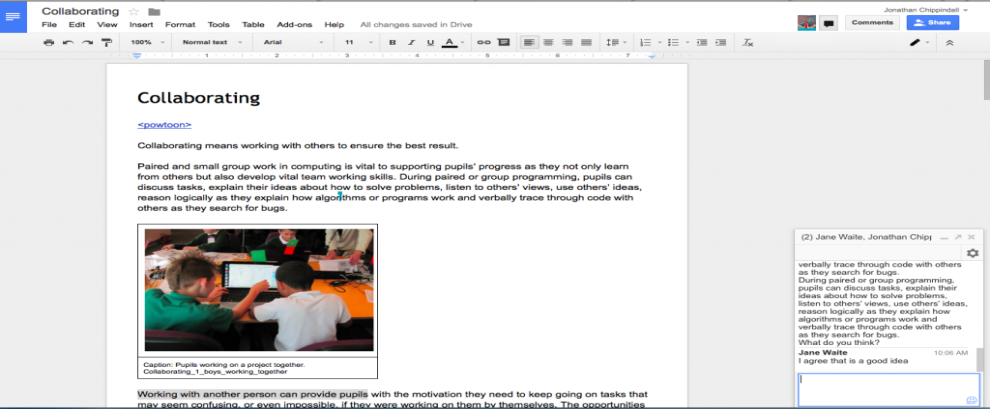 Collaborating
Jonathan Chippindall
File Edit View Insert Format Tools Table Add-ons Help All changes saved in Drive
Comments
Share
100% Normal text Arial 11 B I U A
1 2 3 4 5 6 7
Collaborating
<powtoon>
Collaborating means working with others to ensure the best result.
Paired and small group work in computing is vital to supporting pupils' progress as they not only learn
from others but also develop vital team working skills. During paired or group programming, pupils can
discuss tasks, explain their ideas about how to solve problems, listen to others' views, use others' ideas,
reason logically as they explain how algorithms or programs work and verbally trace through code with
others as they search for bugs.
Caption: Pupils working on a project together.
Collaborating_1_boys_working_together
Working with another person can provide pupils with the motivation they need to keep going on tasks that
may seem confusing, or even impossible, if they were working on them by themselves. The opportunities
(2) Jane Waite, Jonathan Chipp
verbally trace through code with others
as they search for bugs.
During paired or group programming,
pupils can discuss tasks, explain their
ideas about how to solve problems,
listen to others' views, use others' ideas,
reason logically as they explain how
algorithms or programs work and
verbally trace through code with others
as they search for bugs.
What do you think?
Jane Waite 10:06 AM
I agree that is a good idea